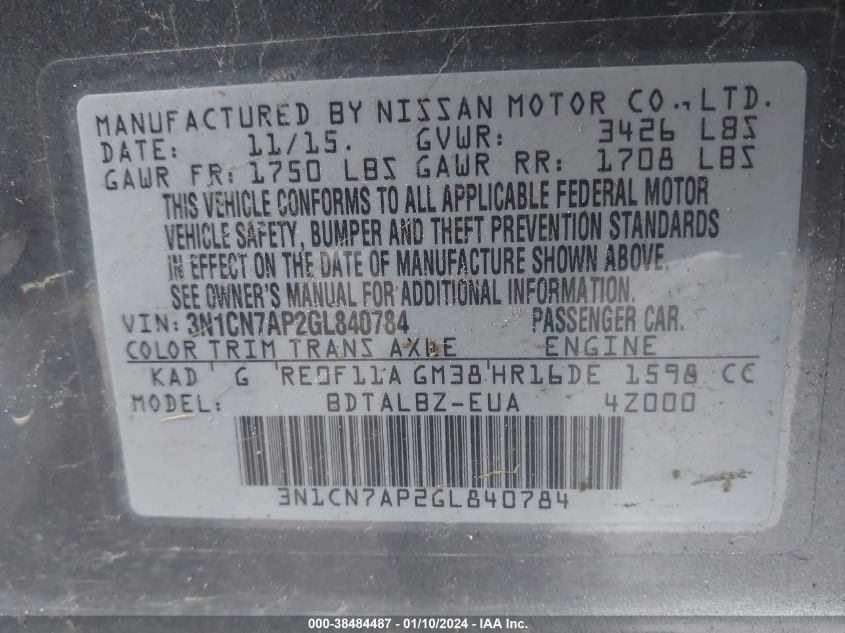 MANUFACTURED BY NISSAN MOTOR CO., LTD.
DATE: 11/15. GVWR: 3426 LBS
GAWR FR: 1750 LBS GAWR RR: 1708 LBS
THIS VEHICLE CONFORMS TO ALL APPLICABLE FEDERAL MOTOR
VEHICLE SAFETY, BUMPER AND THEFT PREVENTION STANDARDS
IN EFFECT ON THE DATE OF MANUFACTURE SHOWN ABOVE.
SEE OWNER'S MANUAL FOR ADDITIONAL INFORMATION.
VIN: 3N1CN7AP2GL840784 PASSENGER CAR.
COLOR TRIM TRANS AXLE ENGINE
KAD G RE0F11A GM38 HR16DE 1598 CC
MODEL: BDTALBZ-EUA 4Z000
3N1CN7AP2GL840784
000-38484487 - 01/10/2024 - IAA Inc.